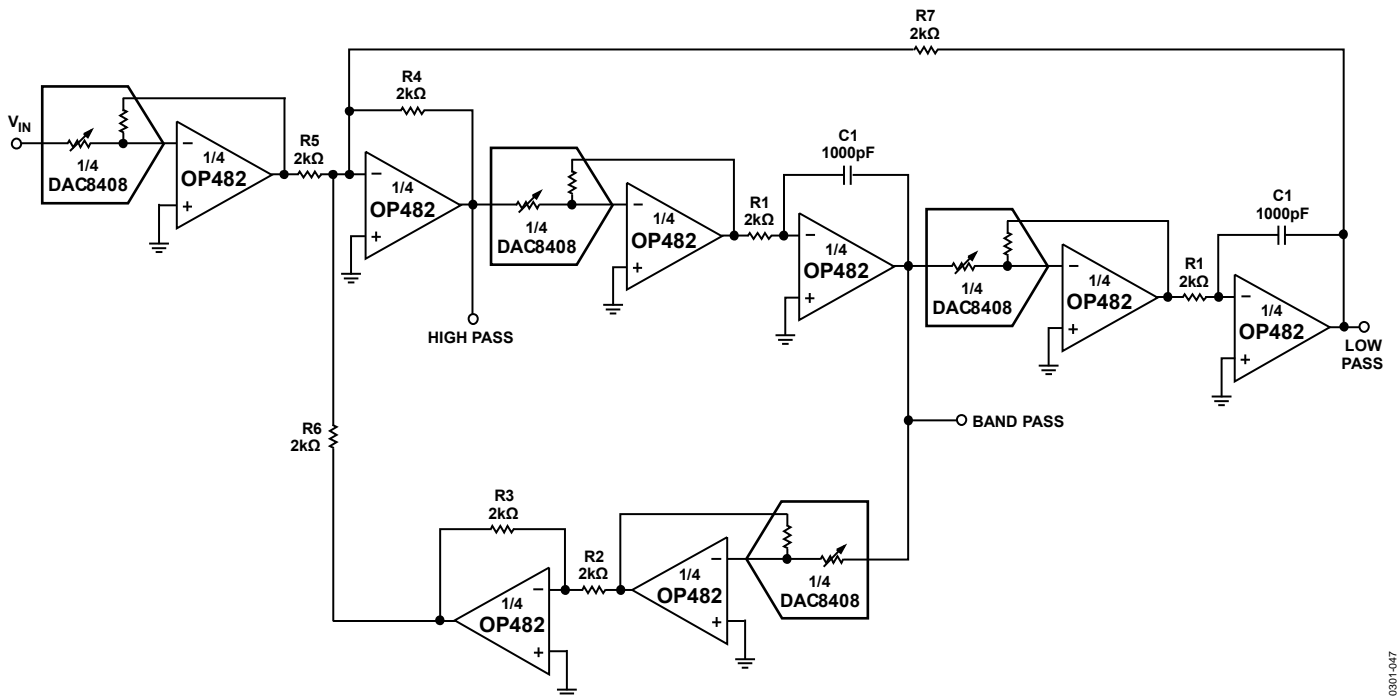 R7
2kΩ
R4
2kΩ
VIN
1/4
DAC8408
1/4
OP482
R5
2kΩ
1/4
OP482
HIGH PASS
1/4
DAC8408
1/4
OP482
R1
2kΩ
C1
1000pF
1/4
OP482
1/4
DAC8408
1/4
OP482
R1
2kΩ
C1
1000pF
1/4
OP482
LOW
PASS
R6
2kΩ
BAND PASS
R3
2kΩ
1/4
OP482
R2
2kΩ
1/4
OP482
1/4
DAC8408
0301-047